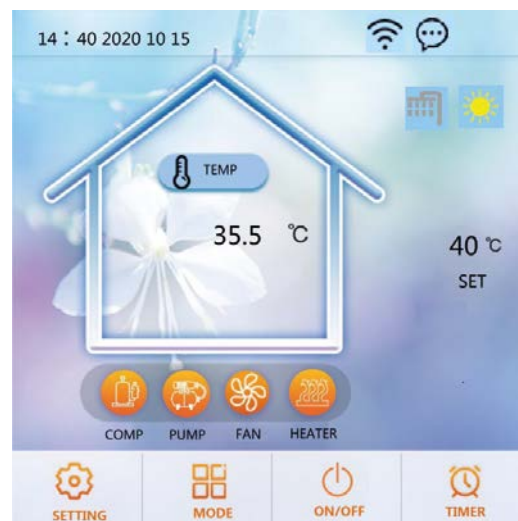 14：40 2020 10 15
TEMP
35.5 ℃
40 ℃
SET
COMP PUMP FAN HEATER
SETTING MODE ON/OFF TIMER